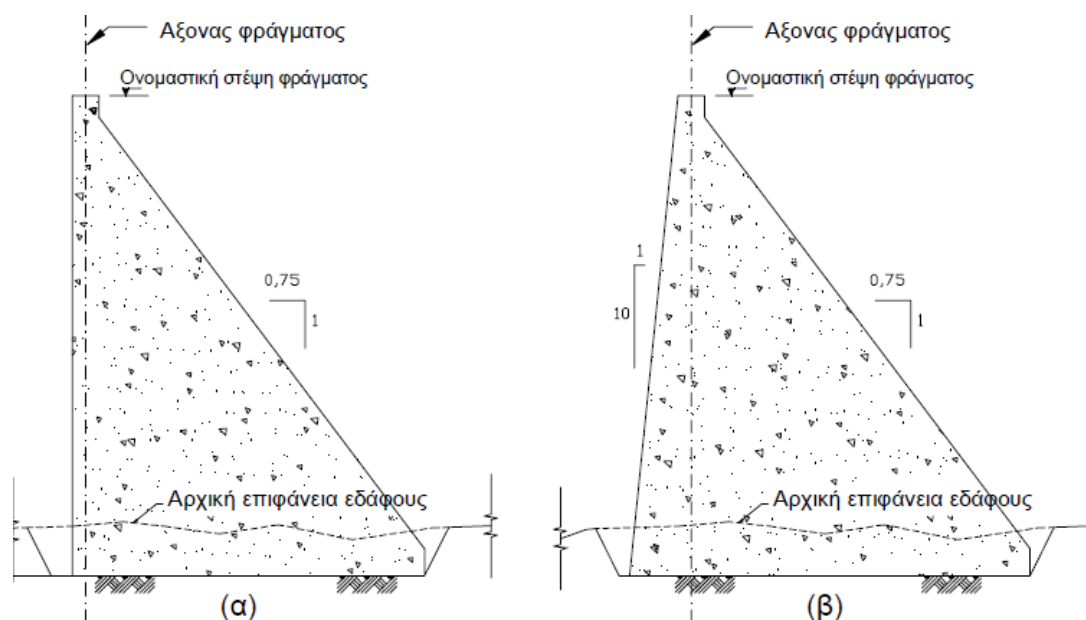 Αξονας φράγματος
Ονομαστική στέψη φράγματος
0,75
1
Αρχική επιφάνεια εδάφους
(α)
Αξονας φράγματος
Ονομαστική στέψη φράγματος
1
10
0,75
1
Αρχική επιφάνεια εδάφους
(β)